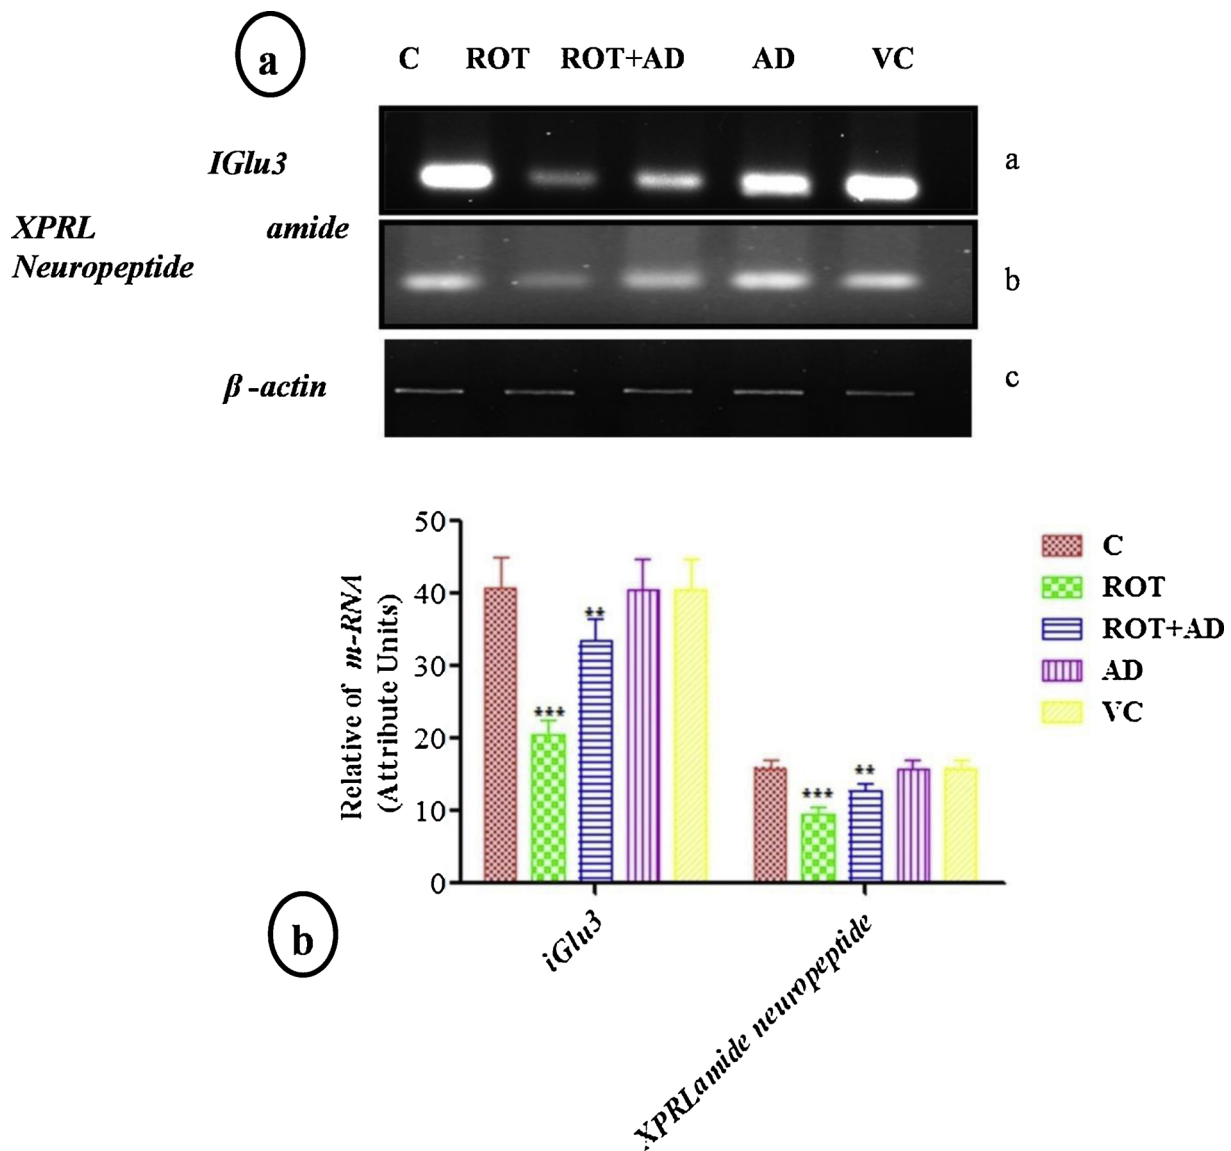 a
C ROT ROT+AD AD VC
IGlu3
a
XPRL amide
Neuropeptide
b
β -actin
c
50
40
30
20
10
0
Relative of m-RNA
(Attribute Units)
***
**
***
**
C
ROT
ROT+AD
AD
VC
iGlu3
XPRLamide neuropeptide
b